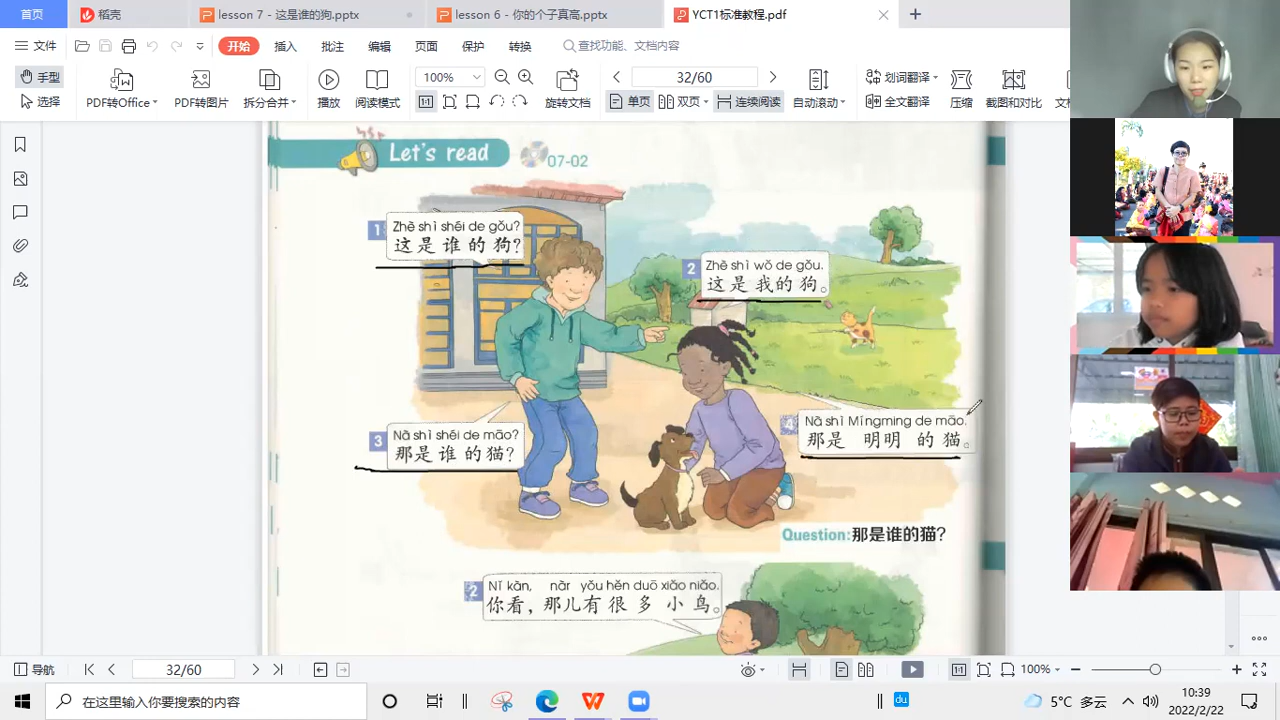 首页
稻壳
lesson 7 - 这是谁的狗.pptx
lesson 6 - 你的个子真高.pptx
YCT1标准教程.pdf
文件
开始
插入
批注
编辑
页面
保护
转换
查找功能、文档内容
手型
选择
PDF转Office
PDF转图片
拆分合并
播放
阅读模式
100%
旋转文档
32/60
单页
双页
连续阅读
自动滚动
划词翻译
全文翻译
压缩
截图和对比
Let's read
07-02
1
Zhè shì shéi de gǒu?
这是谁的狗?
2
Zhè shì wǒ de gǒu.
这是我的狗。
3
Nà shì shéi de māo?
那是谁的猫?
4
Nà shì Míngming de māo.
那是 明明 的猫。
Question:那是谁的猫?
2
Nǐ kàn, nàr yǒu hěn duō xiǎo niǎo.
你看，那儿有很多小鸟。
导航
32/60
100%
在这里输入你要搜索的内容
du
5°C 多云
10:39
2022/2/22